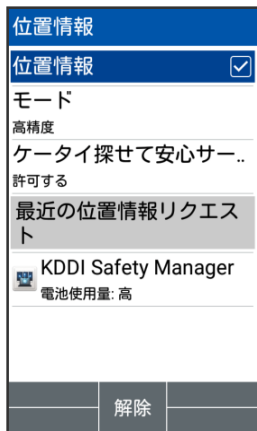 位置情報
位置情報
モード
高精度
ケータイ探せて安心サー..
許可する
最近の位置情報リクエス
ト
KDDI Safety Manager
電池使用量: 高
解除